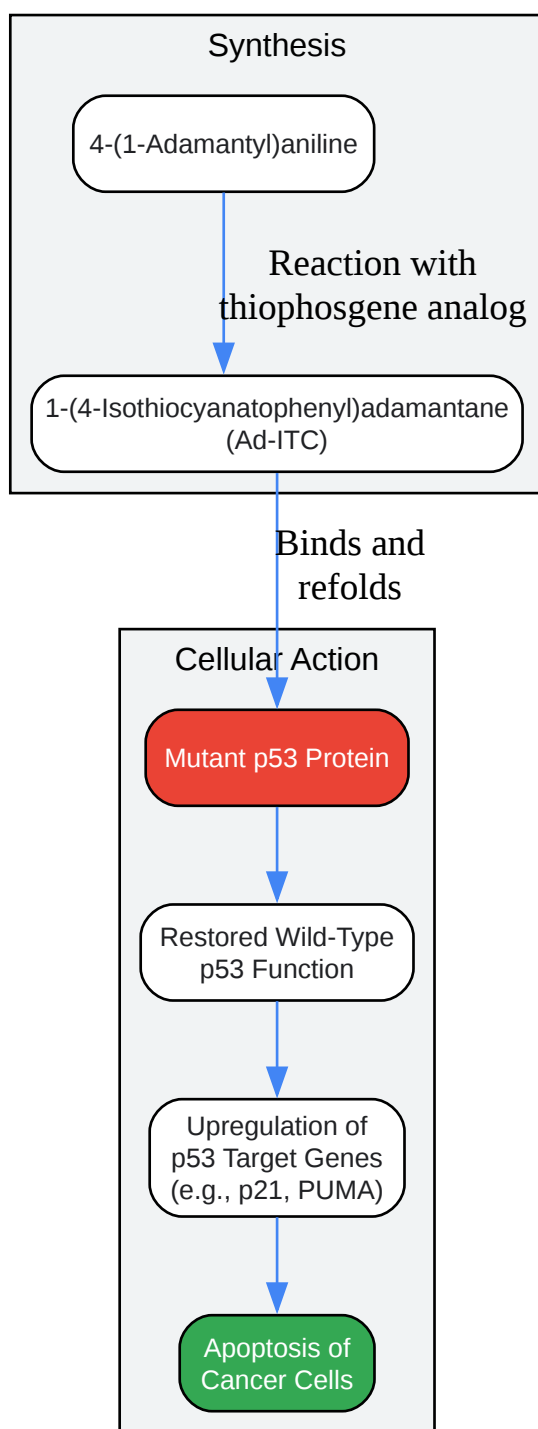 Synthesis
4-(1-Adamantyl)aniline
Reaction with
thiophosgene analog
1-(4-Isothiocyanatophenyl)adamantane
(Ad-ITC)
Binds and
refolds
Cellular Action
Mutant p53 Protein
Restored Wild-Type
p53 Function
Upregulation of
p53 Target Genes
(e.g., p21, PUMA)
Apoptosis of
Cancer Cells